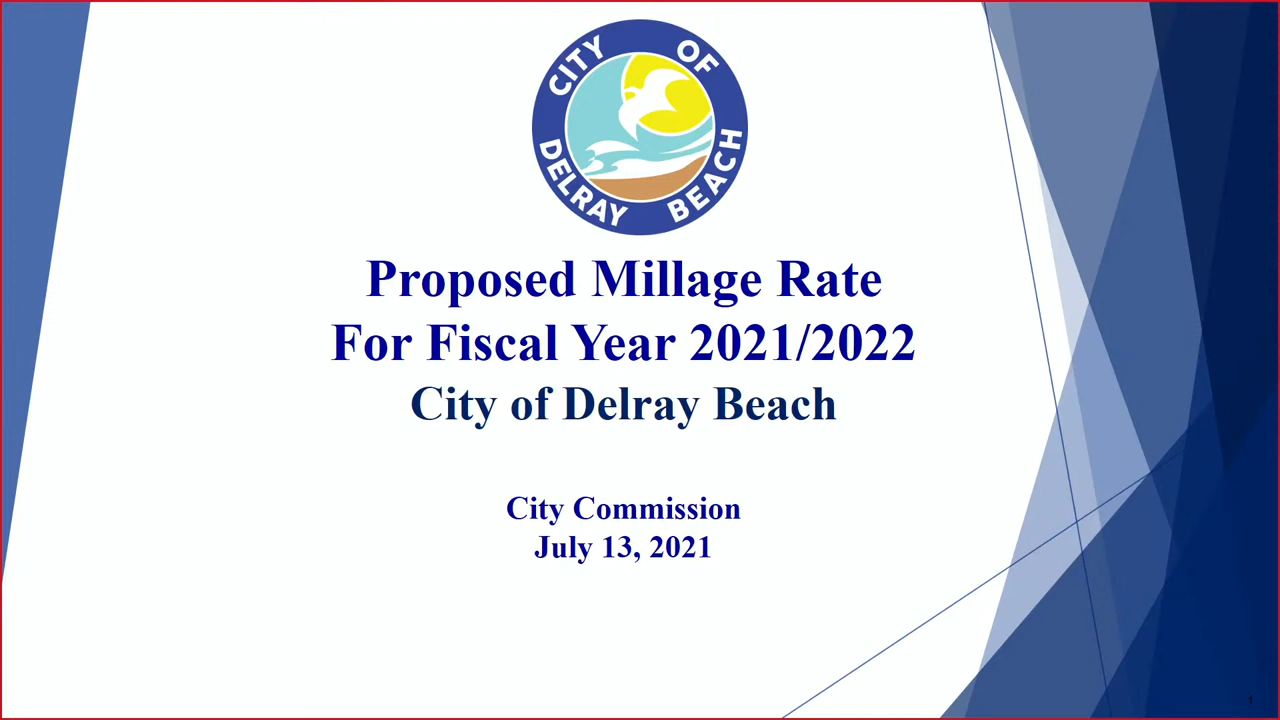 CITY OF
DELRAY BEACH
Proposed Millage Rate
For Fiscal Year 2021/2022
City of Delray Beach
City Commission
July 13, 2021
1